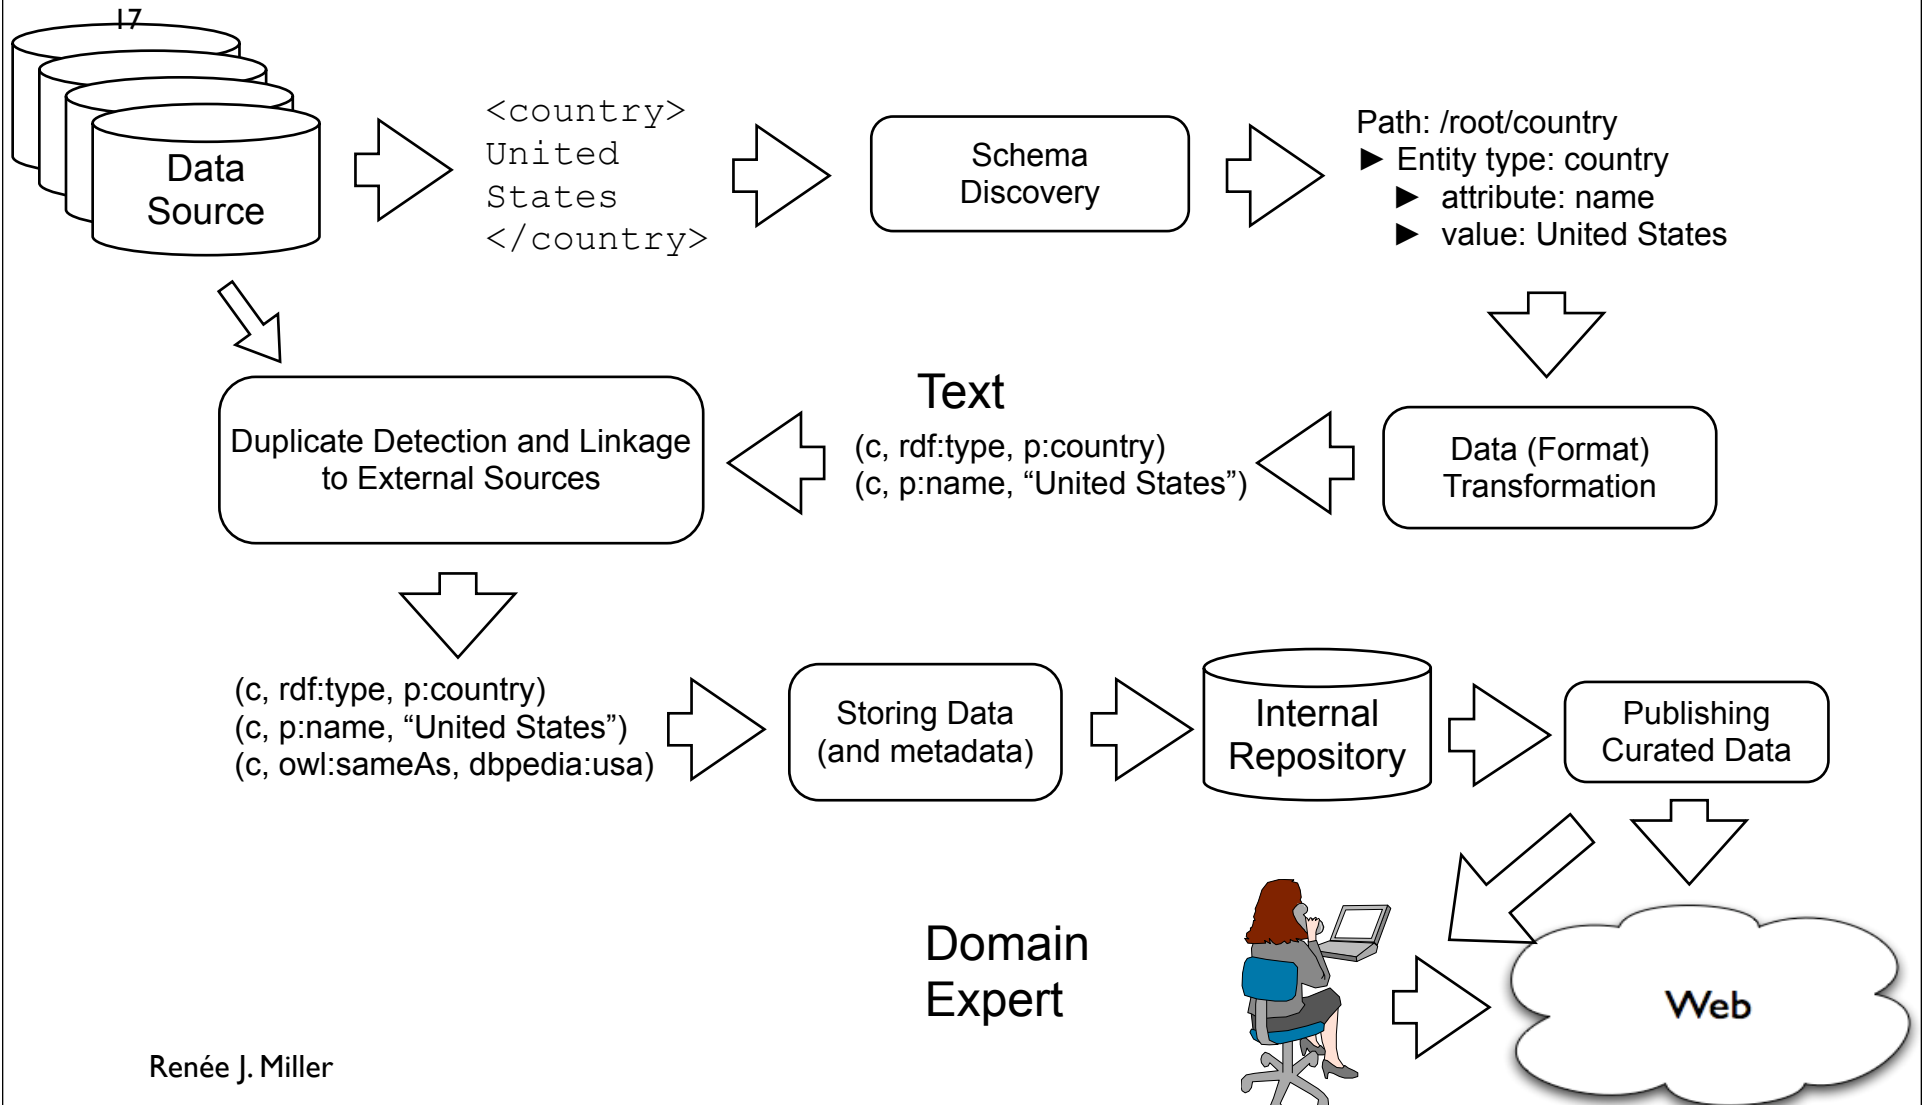 17
Data
Source
<country>
United
States
</country>
Schema
Discovery
Path: /root/country
► Entity type: country
► attribute: name
► value: United States
Duplicate Detection and Linkage
to External Sources
Text
(c, rdf:type, p:country)
(c, p:name, “United States”)
Data (Format)
Transformation
(c, rdf:type, p:country)
(c, p:name, “United States”)
(c, owl:sameAs, dbpedia:usa)
Storing Data
(and metadata)
Internal
Repository
Publishing
Curated Data
Domain
Expert
Web
Renée J. Miller